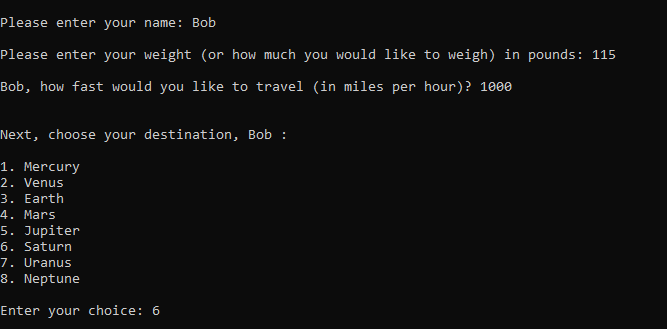 Please enter your name: Bob
Please enter your weight (or how much you would like to weigh) in pounds: 115
Bob, how fast would you like to travel (in miles per hour)? 1000
Next, choose your destination, Bob :
1. Mercury
2. Venus
3. Earth
4. Mars
5. Jupiter
6. Saturn
7. Uranus
8. Neptune
Enter your choice: 6